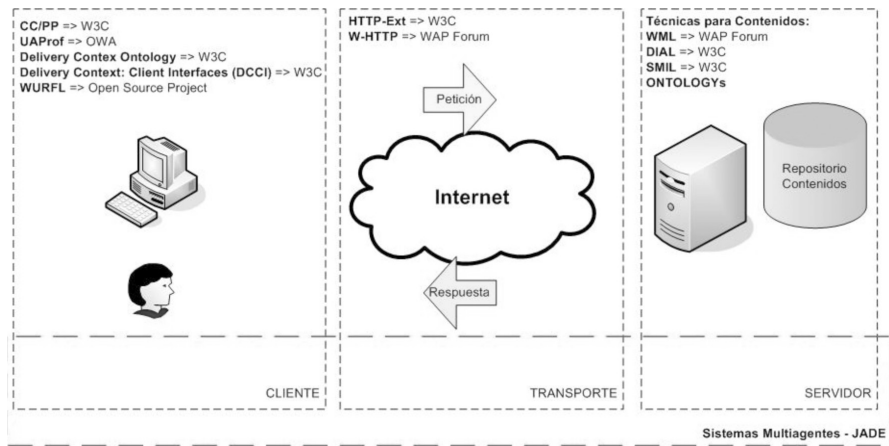 CC/PP => W3C
UAProf => OWA
Delivery Contex Ontology => W3C
Delivery Context: Client Interfaces (DCCI) => W3C
WURFL => Open Source Project
CLIENTE
HTTP-Ext => W3C
W-HTTP => WAP Forum
Petición
Internet
Respuesta
TRANSPORTE
Técnicas para Contenidos:
WML => WAP Forum
DIAL => W3C
SMIL => W3C
ONTOLOGYs
Repositorio
Contenidos
SERVIDOR
Sistemas Multiagentes - JADE